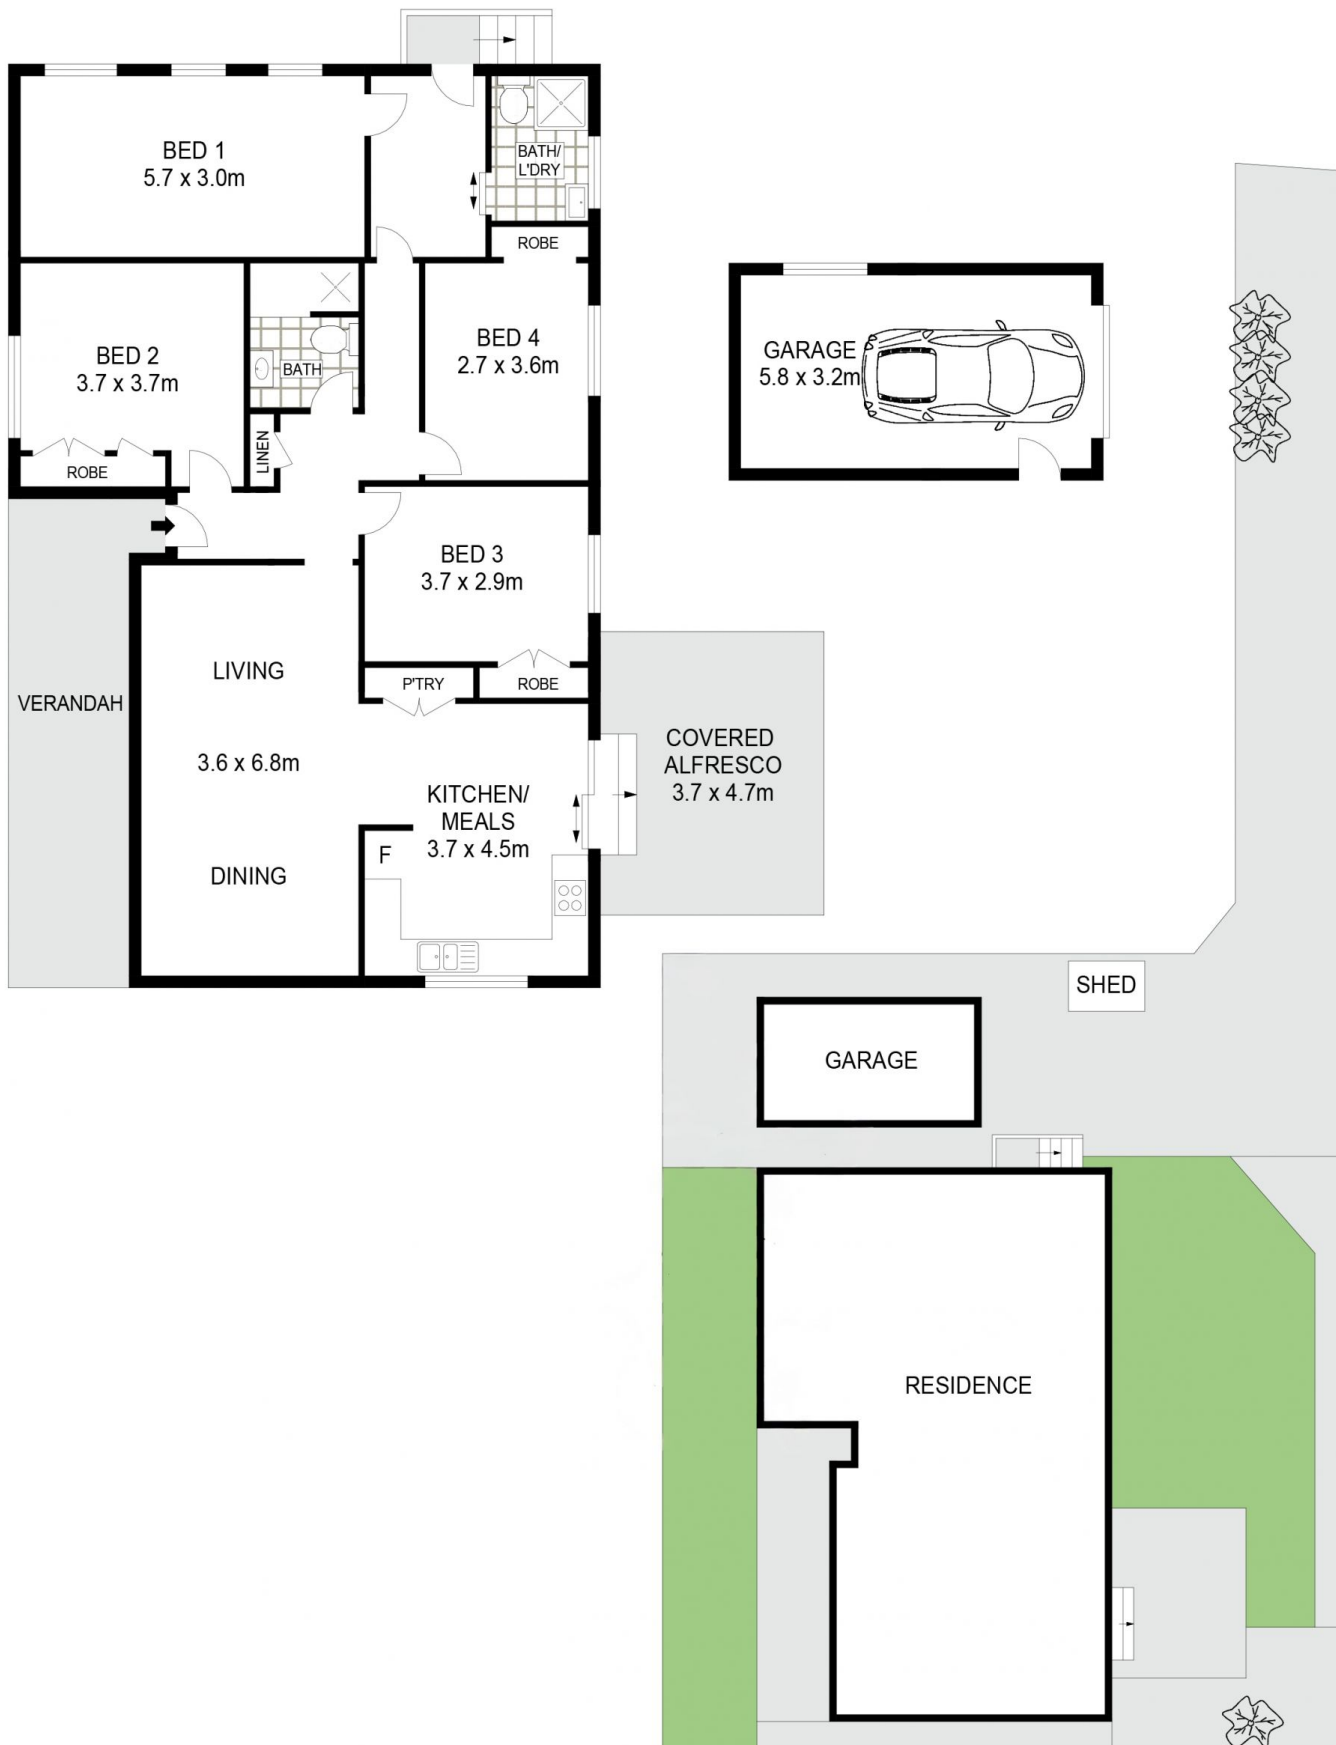 BED 1
5.7 x 3.0m
BATH/
L'DRY
ROBE
BED 2
3.7 x 3.7m
ROBE
BATH
LINEN
BED 4
2.7 x 3.6m
GARAGE
5.8 x 3.2m
BED 3
3.7 x 2.9m
P'TRY
ROBE
VERANDAH
LIVING
3.6 x 6.8m
DINING
KITCHEN/
MEALS
3.7 x 4.5m
F
COVERED
ALFRESCO
3.7 x 4.7m
SHED
GARAGE
RESIDENCE